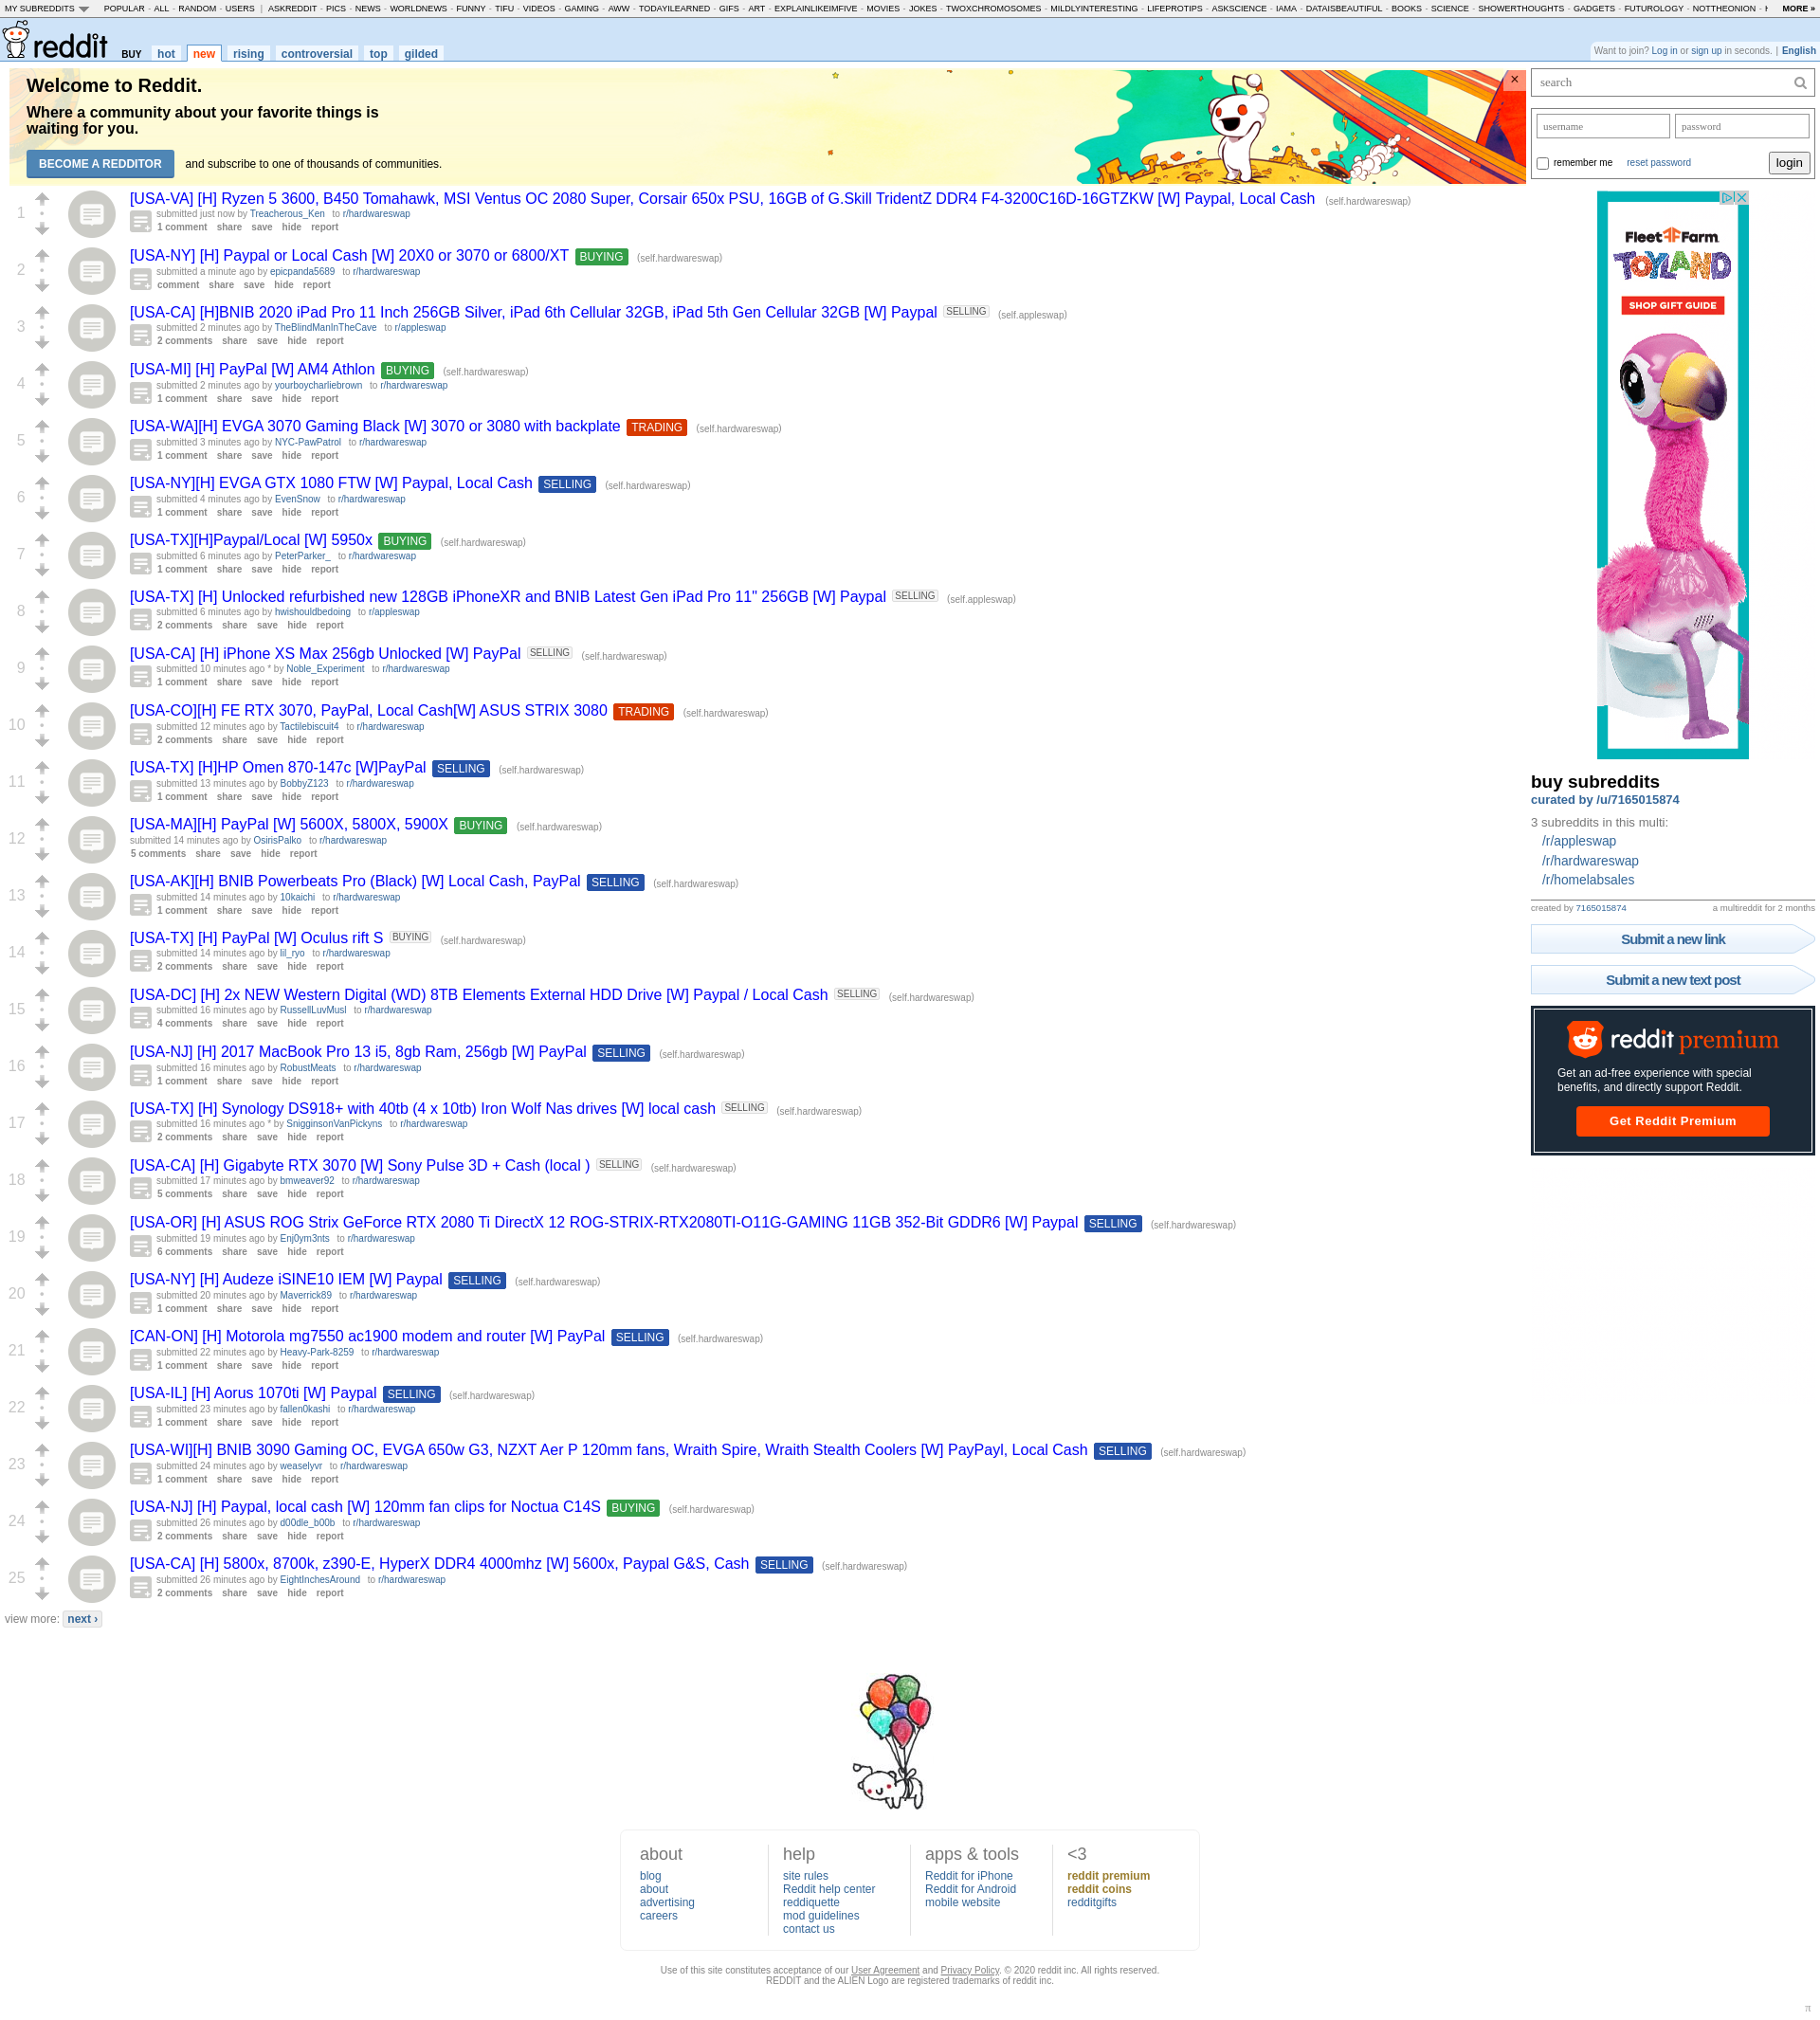 MY SUBREDDITS POPULAR - ALL - RANDOM - USERS | ASKREDDIT - PICS - NEWS - WORLDNEWS - FUNNY - TIFU - VIDEOS - GAMING - AWW - TODAYILEARNED - GIFS - ART - EXPLAINLIKEIMFIVE - MOVIES - JOKES - TWOXCHROMOSOMES - MILDLYINTERESTING - LIFEPROTIPS - ASKSCIENCE - IAMA - DATAISBEAUTIFUL - BOOKS - SCIENCE - SHOWERTHOUGHTS - GADGETS - FUTUROLOGY - NOTTHEONION - MORE »
reddit BUY hot new rising controversial top gilded
Want to join? Log in or sign up in seconds. | English
Welcome to Reddit.
Where a community about your favorite things is
waiting for you.
BECOME A REDDITOR and subscribe to one of thousands of communities.
×
search
username password
remember me reset password login
1
[USA-VA] [H] Ryzen 5 3600, B450 Tomahawk, MSI Ventus OC 2080 Super, Corsair 650x PSU, 16GB of G.Skill TridentZ DDR4 F4-3200C16D-16GTZKW [W] Paypal, Local Cash (self.hardwareswap)
submitted just now by Treacherous_Ken to r/hardwareswap
1 comment share save hide report
2
[USA-NY] [H] Paypal or Local Cash [W] 20X0 or 3070 or 6800/XT BUYING (self.hardwareswap)
submitted a minute ago by epicpanda5689 to r/hardwareswap
comment share save hide report
3
[USA-CA] [H]BNIB 2020 iPad Pro 11 Inch 256GB Silver, iPad 6th Cellular 32GB, iPad 5th Gen Cellular 32GB [W] Paypal SELLING (self.appleswap)
submitted 2 minutes ago by TheBlindManInTheCave to r/appleswap
2 comments share save hide report
4
[USA-MI] [H] PayPal [W] AM4 Athlon BUYING (self.hardwareswap)
submitted 2 minutes ago by yourboycharliebrown to r/hardwareswap
1 comment share save hide report
5
[USA-WA][H] EVGA 3070 Gaming Black [W] 3070 or 3080 with backplate TRADING (self.hardwareswap)
submitted 3 minutes ago by NYC-PawPatrol to r/hardwareswap
1 comment share save hide report
6
[USA-NY][H] EVGA GTX 1080 FTW [W] Paypal, Local Cash SELLING (self.hardwareswap)
submitted 4 minutes ago by EvenSnow to r/hardwareswap
1 comment share save hide report
7
[USA-TX][H]Paypal/Local [W] 5950x BUYING (self.hardwareswap)
submitted 6 minutes ago by PeterParker_ to r/hardwareswap
1 comment share save hide report
8
[USA-TX] [H] Unlocked refurbished new 128GB iPhoneXR and BNIB Latest Gen iPad Pro 11" 256GB [W] Paypal SELLING (self.appleswap)
submitted 6 minutes ago by hwishouldbedoing to r/appleswap
2 comments share save hide report
9
[USA-CA] [H] iPhone XS Max 256gb Unlocked [W] PayPal SELLING (self.hardwareswap)
submitted 10 minutes ago * by Noble_Experiment to r/hardwareswap
1 comment share save hide report
10
[USA-CO][H] FE RTX 3070, PayPal, Local Cash[W] ASUS STRIX 3080 TRADING (self.hardwareswap)
submitted 12 minutes ago by Tactilebiscuit4 to r/hardwareswap
2 comments share save hide report
11
[USA-TX] [H]HP Omen 870-147c [W]PayPal SELLING (self.hardwareswap)
submitted 13 minutes ago by BobbyZ123 to r/hardwareswap
1 comment share save hide report
12
[USA-MA][H] PayPal [W] 5600X, 5800X, 5900X BUYING (self.hardwareswap)
submitted 14 minutes ago by OsirisPalko to r/hardwareswap
5 comments share save hide report
13
[USA-AK][H] BNIB Powerbeats Pro (Black) [W] Local Cash, PayPal SELLING (self.hardwareswap)
submitted 14 minutes ago by 10kaichi to r/hardwareswap
1 comment share save hide report
14
[USA-TX] [H] PayPal [W] Oculus rift S BUYING (self.hardwareswap)
submitted 14 minutes ago by lil_ryo to r/hardwareswap
2 comments share save hide report
15
[USA-DC] [H] 2x NEW Western Digital (WD) 8TB Elements External HDD Drive [W] Paypal / Local Cash SELLING (self.hardwareswap)
submitted 16 minutes ago by RussellLuvMusl to r/hardwareswap
4 comments share save hide report
16
[USA-NJ] [H] 2017 MacBook Pro 13 i5, 8gb Ram, 256gb [W] PayPal SELLING (self.hardwareswap)
submitted 16 minutes ago by RobustMeats to r/hardwareswap
1 comment share save hide report
17
[USA-TX] [H] Synology DS918+ with 40tb (4 x 10tb) Iron Wolf Nas drives [W] local cash SELLING (self.hardwareswap)
submitted 16 minutes ago * by SnigginsonVanPickyns to r/hardwareswap
2 comments share save hide report
18
[USA-CA] [H] Gigabyte RTX 3070 [W] Sony Pulse 3D + Cash (local ) SELLING (self.hardwareswap)
submitted 17 minutes ago by bmweaver92 to r/hardwareswap
5 comments share save hide report
19
[USA-OR] [H] ASUS ROG Strix GeForce RTX 2080 Ti DirectX 12 ROG-STRIX-RTX2080TI-O11G-GAMING 11GB 352-Bit GDDR6 [W] Paypal SELLING (self.hardwareswap)
submitted 19 minutes ago by Enj0ym3nts to r/hardwareswap
6 comments share save hide report
20
[USA-NY] [H] Audeze iSINE10 IEM [W] Paypal SELLING (self.hardwareswap)
submitted 20 minutes ago by Maverrick89 to r/hardwareswap
1 comment share save hide report
21
[CAN-ON] [H] Motorola mg7550 ac1900 modem and router [W] PayPal SELLING (self.hardwareswap)
submitted 22 minutes ago by Heavy-Park-8259 to r/hardwareswap
1 comment share save hide report
22
[USA-IL] [H] Aorus 1070ti [W] Paypal SELLING (self.hardwareswap)
submitted 23 minutes ago by fallen0kashi to r/hardwareswap
1 comment share save hide report
23
[USA-WI][H] BNIB 3090 Gaming OC, EVGA 650w G3, NZXT Aer P 120mm fans, Wraith Spire, Wraith Stealth Coolers [W] PayPayl, Local Cash SELLING (self.hardwareswap)
submitted 24 minutes ago by weaselyvr to r/hardwareswap
1 comment share save hide report
24
[USA-NJ] [H] Paypal, local cash [W] 120mm fan clips for Noctua C14S BUYING (self.hardwareswap)
submitted 26 minutes ago by d00dle_b00b to r/hardwareswap
2 comments share save hide report
25
[USA-CA] [H] 5800x, 8700k, z390-E, HyperX DDR4 4000mhz [W] 5600x, Paypal G&S, Cash SELLING (self.hardwareswap)
submitted 26 minutes ago by EightInchesAround to r/hardwareswap
2 comments share save hide report
view more: next ›
Fleet Farm
TOYLAND
SHOP GIFT GUIDE
buy subreddits
curated by /u/7165015874
3 subreddits in this multi:
/r/appleswap
/r/hardwareswap
/r/homelabsales
created by 7165015874 a multireddit for 2 months
Submit a new link
Submit a new text post
reddit premium
Get an ad-free experience with special
benefits, and directly support Reddit.
Get Reddit Premium
about
blog
about
advertising
careers
help
site rules
Reddit help center
reddiquette
mod guidelines
contact us
apps & tools
Reddit for iPhone
Reddit for Android
mobile website
<3
reddit premium
reddit coins
redditgifts
Use of this site constitutes acceptance of our User Agreement and Privacy Policy. © 2020 reddit inc. All rights reserved.
REDDIT and the ALIEN Logo are registered trademarks of reddit inc.
π